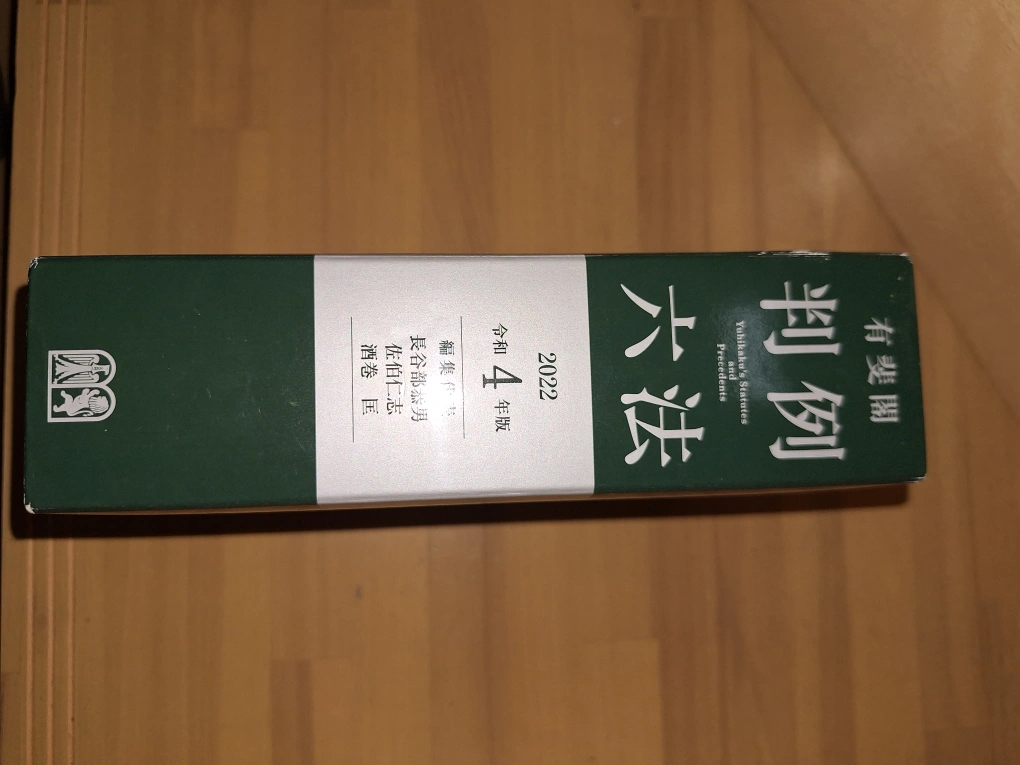 有斐閣
判例
六法
Yuhikaku's Statutes
and
Precedents
2022
令和4年版
編集代表
長谷部恭男
佐伯仁志
酒巻 匡